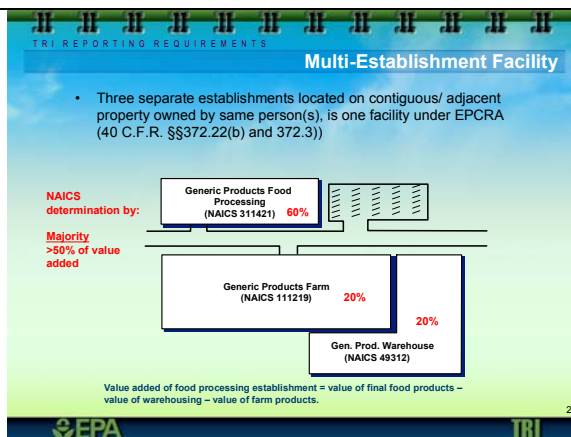 TRI REPORTING REQUIREMENTS
Multi-Establishment Facility
• Three separate establishments located on contiguous/ adjacent
property owned by same person(s), is one facility under EPCRA
(40 C.F.R. §§372.22(b) and 372.3))
NAICS
determination by:
Majority
>50% of value
added
Generic Products Food
Processing
(NAICS 311421) 60%
Generic Products Farm
(NAICS 111219) 20%
20%
Gen. Prod. Warehouse
(NAICS 49312)
Value added of food processing establishment = value of final food products –
value of warehousing – value of farm products.
2
EPA
TRI